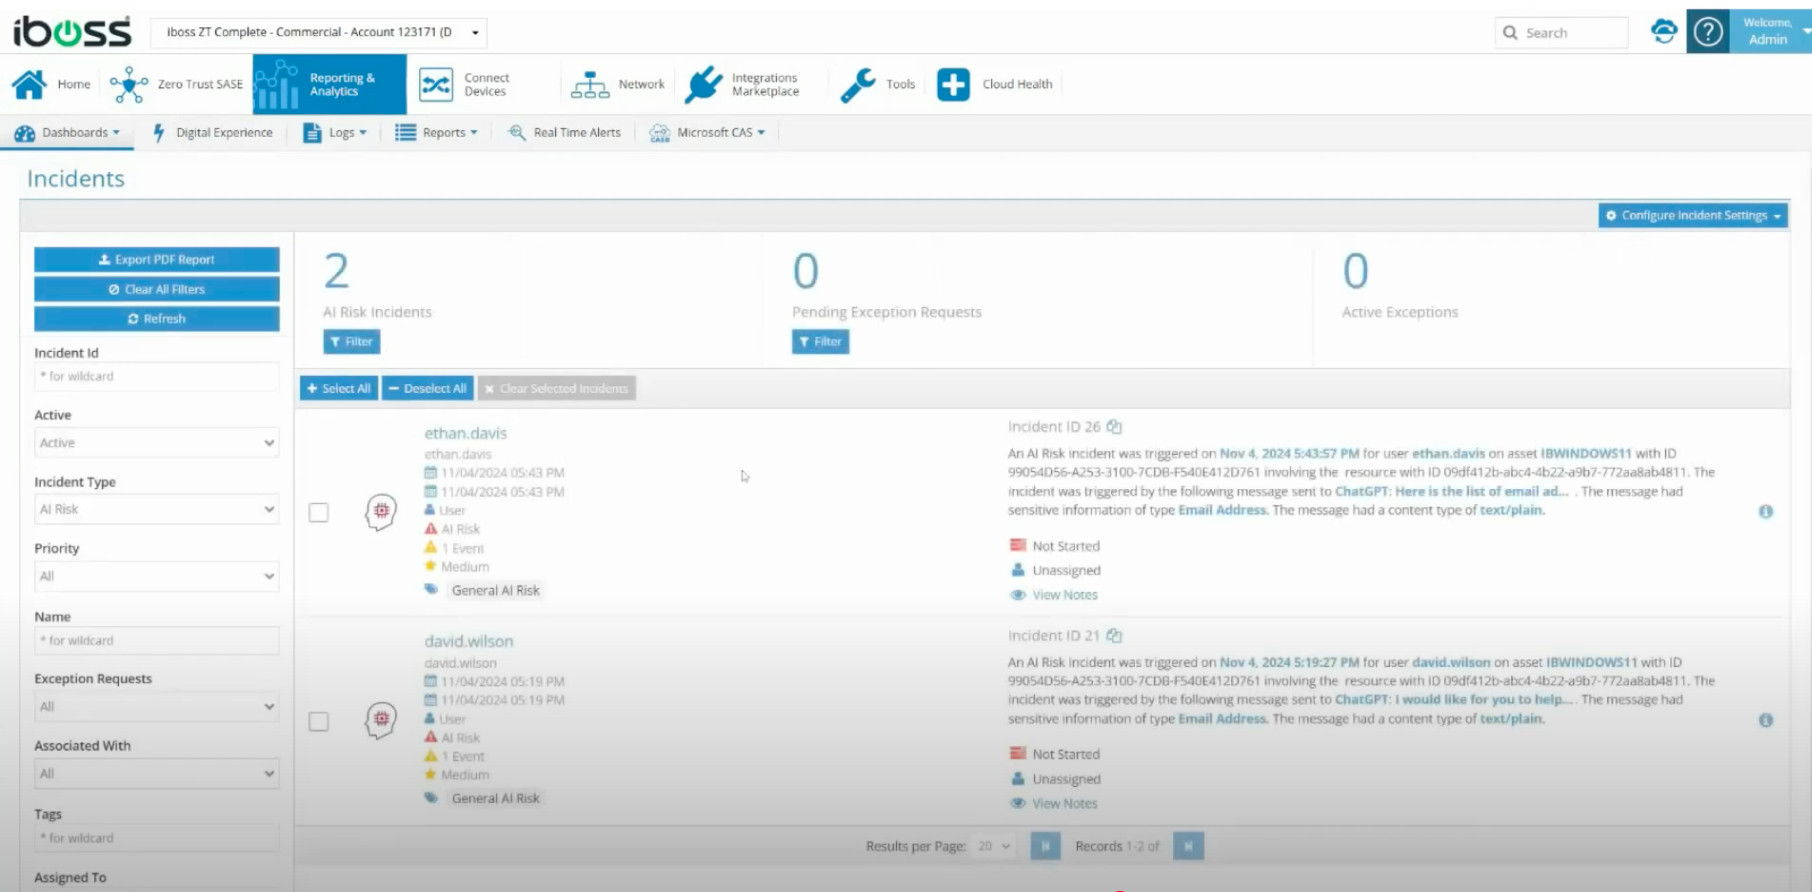 iboss
iboss ZT Complete - Commercial - Account 123171 (D
Search
?
Welcome,
Admin
Home
Zero Trust SASE
Reporting &
Analytics
Connect
Devices
Network
Integrations
Marketplace
Tools
Cloud Health
Dashboards
Digital Experience
Logs
Reports
Real Time Alerts
CASB
Microsoft CAS
Incidents
Configure Incident Settings
Export PDF Report
Clear All Filters
Refresh
Incident Id
* for wildcard
Active
Active
Incident Type
AI Risk
Priority
All
Name
* for wildcard
Exception Requests
All
Associated With
All
Tags
* for wildcard
Assigned To
2
AI Risk Incidents
Filter
0
Pending Exception Requests
Filter
0
Active Exceptions
Select All
Deselect All
Clear Selected Incidents
ethan.davis
ethan.davis
11/04/2024 05:43 PM
11/04/2024 05:43 PM
User
AI Risk
1 Event
Medium
General AI Risk
Incident ID 26
An AI Risk Incident was triggered on Nov 4, 2024 5:43:57 PM for user ethan.davis on asset IBWINDOWS11 with ID
99054D56-A253-3100-7CDB-F540E412D761 involving the resource with ID 09df412b-abc4-4b22-a9b7-772aa8ab4811. The
incident was triggered by the following message sent to ChatGPT: Here is the list of email ad... . The message had
sensitive information of type Email Address. The message had a content type of text/plain.
Not Started
Unassigned
View Notes
david.wilson
david.wilson
11/04/2024 05:19 PM
11/04/2024 05:19 PM
User
AI Risk
1 Event
Medium
General AI Risk
Incident ID 21
An AI Risk Incident was triggered on Nov 4, 2024 5:19:27 PM for user david.wilson on asset IBWINDOWS11 with ID
99054D56-A253-3100-7CDB-F540E412D761 involving the resource with ID 09df412b-abc4-4b22-a9b7-772aa8ab4811. The
incident was triggered by the following message sent to ChatGPT: I would like for you to help... . The message had
sensitive information of type Email Address. The message had a content type of text/plain.
Not Started
Unassigned
View Notes
Results per Page: 20
Records 1-2 of